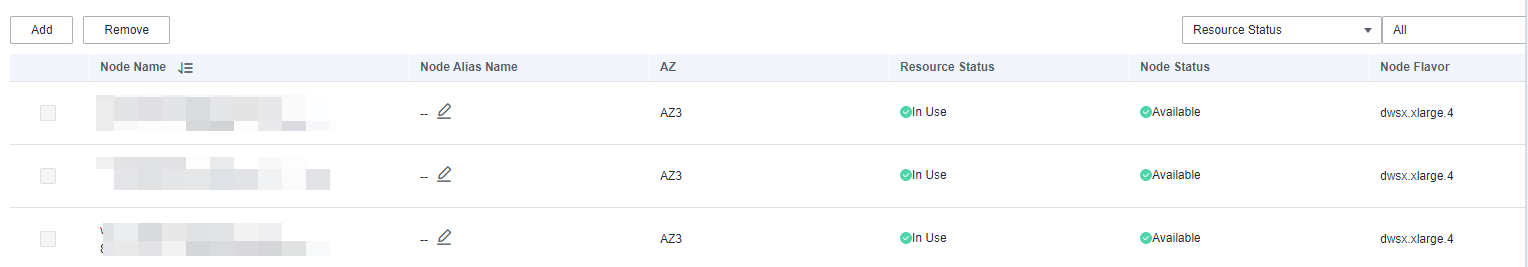 Add Remove Resource Status All
Node Name Node Alias Name AZ Resource Status Node Status Node Flavor
-- AZ3 In Use Available dwsx.xlarge.4
-- AZ3 In Use Available dwsx.xlarge.4
-- AZ3 In Use Available dwsx.xlarge.4